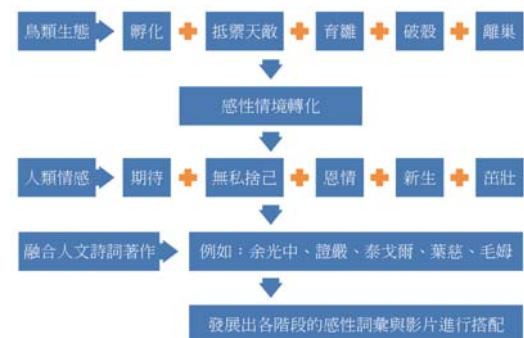 鳥類生態 孵化 抵禦天敵 育雛 破殼 離巢
感性情境轉化
人類情感 期待 無私捨己 恩情 新生 茁壯
融合人文詩詞著作 例如：余光中、證嚴、泰戈爾、葉慈、毛姆
發展出各階段的感性詞彙與影片進行搭配